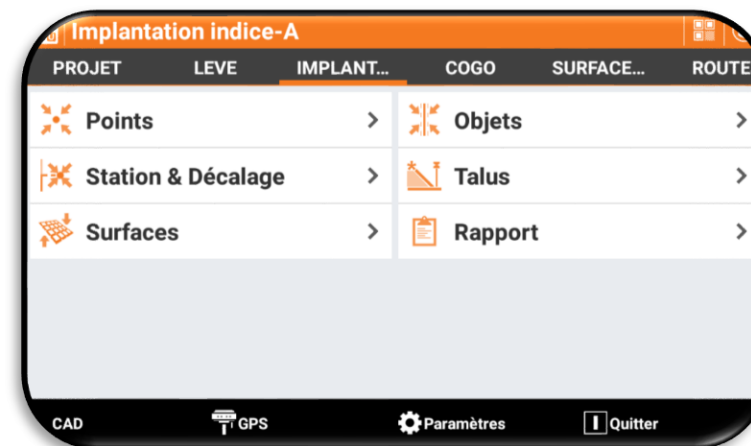 Implantation indice-A
PROJET LEVE IMPLANT... COGO SURFACE... ROUTE
Points Objets
Station & Décalage Talus
Surfaces Rapport
CAD GPS Paramètres Quitter